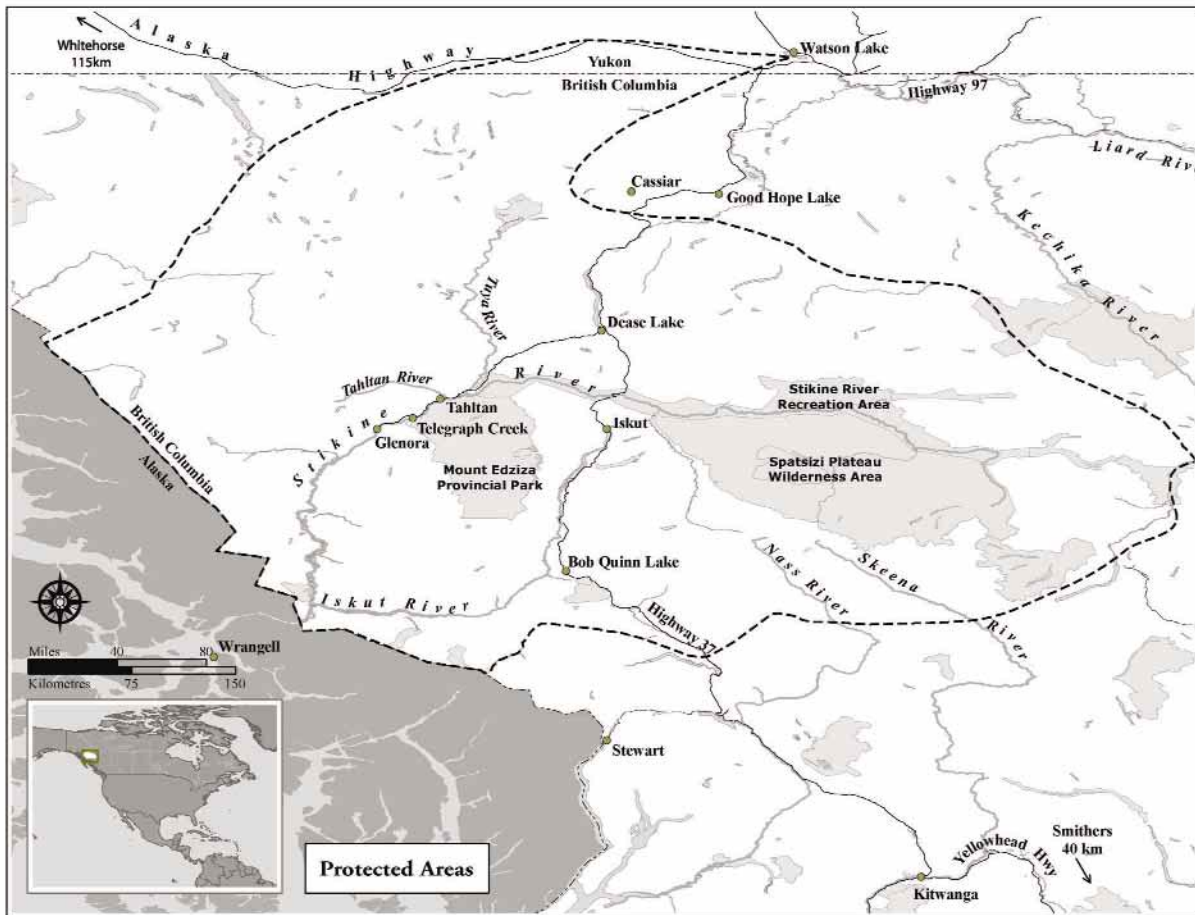 Alaska Highway
Whitehorse
115km
Watson Lake
Yukon
British Columbia
Highway 97
Liard River
Cassiar
Good Hope Lake
Kechika River
Tuya River
Dease Lake
Tahltan River
Stikine River
Stikine River
Recreation Area
Tahltan
Telegraph Creek
Glenora
Iskut
British Columbia
Alaska
Mount Edziza
Provincial Park
Spatsizi Plateau
Wilderness Area
Bob Quinn Lake
Nass River
Skeena River
Iskut River
Highway 37
Wrangell
Miles 40 80
Kilometres 75 150
Stewart
Protected Areas
Smithers
40 km
Yellowhead Hwy
Kitwanga